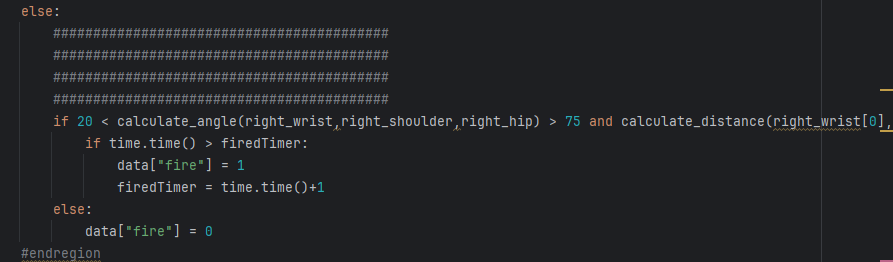 else:
##########################################
##########################################
##########################################
##########################################
if 20 < calculate_angle(right_wrist,right_shoulder,right_hip) > 75 and calculate_distance(right_wrist[0],
if time.time() > firedTimer:
data["fire"] = 1
firedTimer = time.time()+1
else:
data["fire"] = 0
#endregion